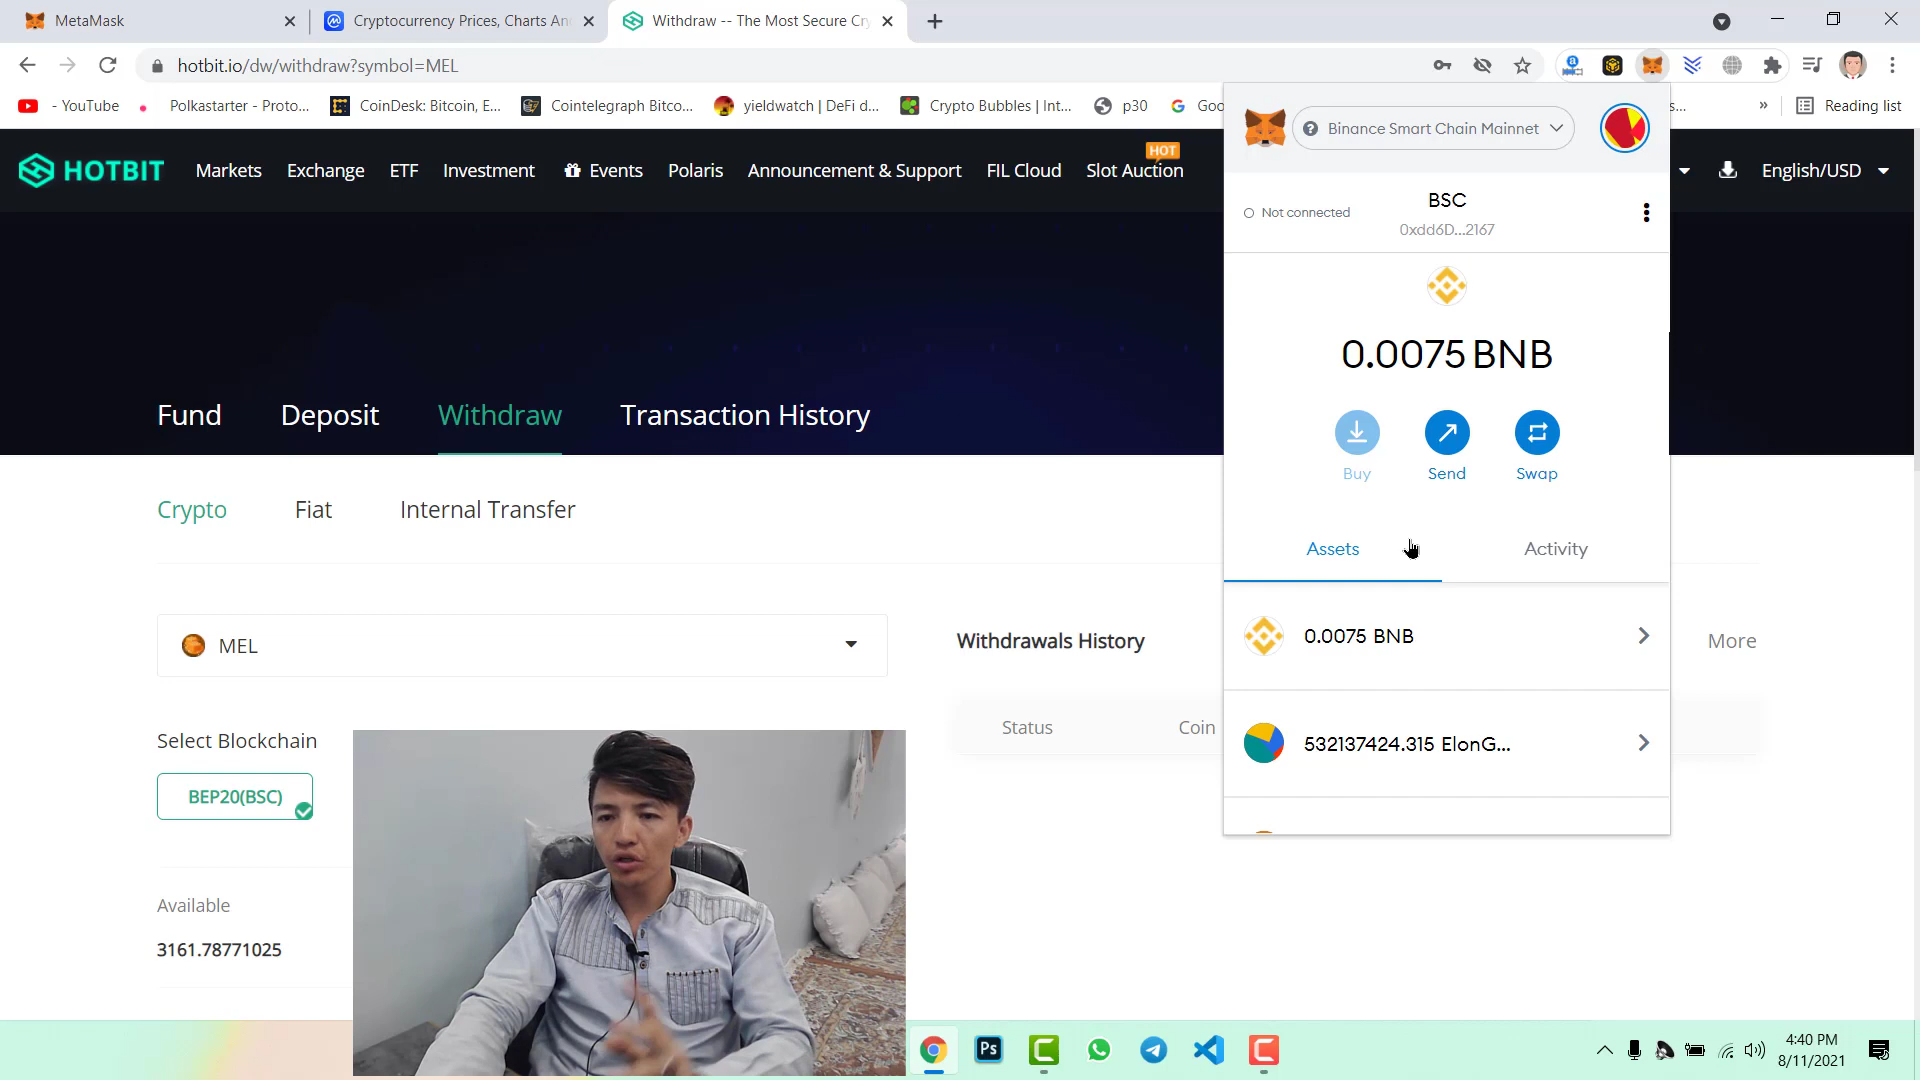 MetaMask
Cryptocurrency Prices, Charts An
Withdraw -- The Most Secure Cry
hotbit.io/dw/withdraw?symbol=MEL
- YouTube
Polkastarter - Proto...
CoinDesk: Bitcoin, E...
Cointelegraph Bitco...
yieldwatch | DeFi d...
Crypto Bubbles | Int...
p30
Goo
»
Reading list
HOTBIT
Markets
Exchange
ETF
Investment
Events
Polaris
Announcement & Support
FIL Cloud
HOT
Slot Auction
English/USD
Binance Smart Chain Mainnet
Not connected
BSC
0xdd6D...2167
0.0075 BNB
Buy
Send
Swap
Assets
Activity
0.0075 BNB
532137424.315 ElonG...
Fund
Deposit
Withdraw
Transaction History
Crypto
Fiat
Internal Transfer
MEL
Withdrawals History
More
Select Blockchain
Status
Coin
BEP20(BSC)
Available
3161.78771025
Ps
4:40 PM
8/11/2021